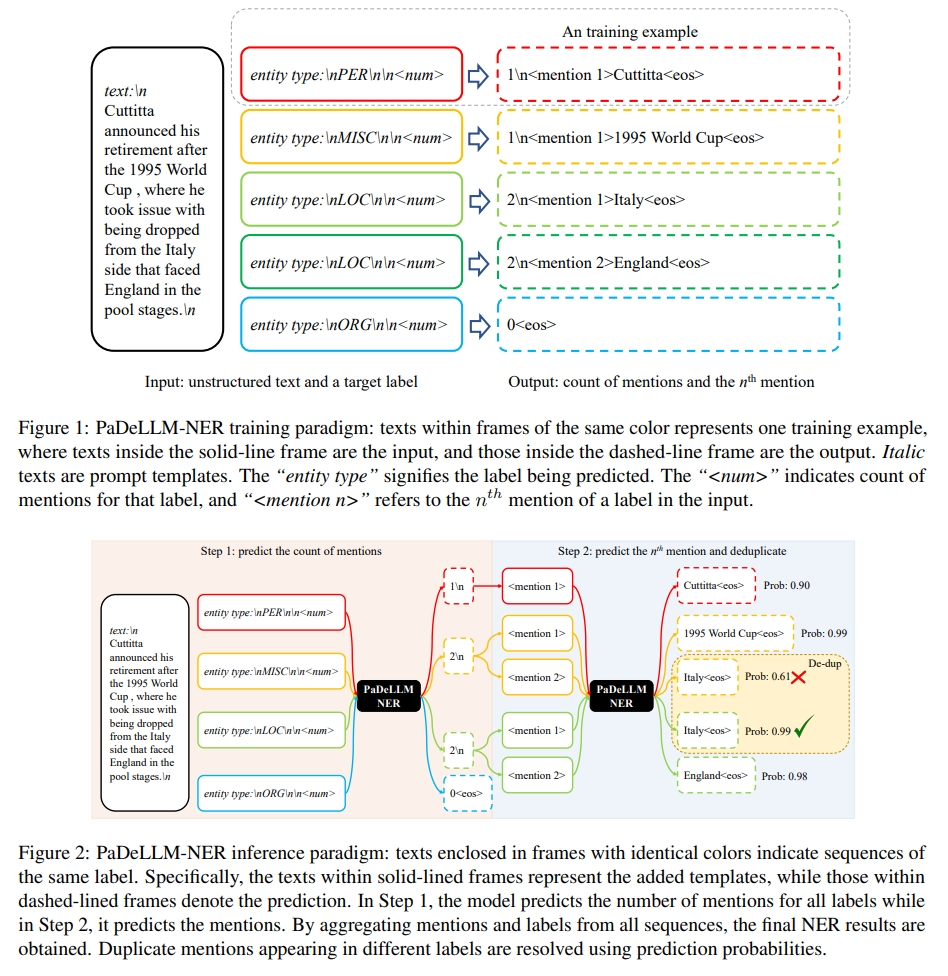 An training example
text:\n
Cuttitta
announced his
retirement after
the 1995 World
Cup , where he
took issue with
being dropped
from the Italy
side that faced
England in the
pool stages.\n
entity type:\nPER\n\n<num>
1\n<mention 1>Cuttitta<eos>
entity type:\nMISC\n\n<num>
1\n<mention 1>1995 World Cup<eos>
entity type:\nLOC\n\n<num>
2\n<mention 1>Italy<eos>
entity type:\nLOC\n\n<num>
2\n<mention 2>England<eos>
entity type:\nORG\n\n<num>
0<eos>
Input: unstructured text and a target label
Output: count of mentions and the nth mention
Figure 1: PaDeLLM-NER training paradigm: texts within frames of the same color represents one training example,
where texts inside the solid-line frame are the input, and those inside the dashed-line frame are the output. Italic
texts are prompt templates. The “entity type” signifies the label being predicted. The “<num>” indicates count of
mentions for that label, and “<mention n>” refers to the nth mention of a label in the input.
Step 1: predict the count of mentions
Step 2: predict the nth mention and deduplicate
text:\n
Cuttitta
announced his
retirement after
the 1995 World
Cup , where he
took issue with
being dropped
from the Italy
side that faced
England in the
pool stages.\n
entity type:\nPER\n\n<num>
entity type:\nMISC\n\n<num>
entity type:\nLOC\n\n<num>
entity type:\nORG\n\n<num>
PaDeLLM
NER
1\n
2\n
2\n
0<eos>
<mention 1>
<mention 1>
<mention 2>
<mention 1>
<mention 2>
PaDeLLM
NER
Cuttitta<eos>
Prob: 0.90
1995 World Cup<eos>
Prob: 0.99
De-dup
Italy<eos>
Prob: 0.61
Italy<eos>
Prob: 0.99
England<eos>
Prob: 0.98
Figure 2: PaDeLLM-NER inference paradigm: texts enclosed in frames with identical colors indicate sequences of
the same label. Specifically, the texts within solid-lined frames represent the added templates, while those within
dashed-lined frames denote the prediction. In Step 1, the model predicts the number of mentions for all labels while
in Step 2, it predicts the mentions. By aggregating mentions and labels from all sequences, the final NER results are
obtained. Duplicate mentions appearing in different labels are resolved using prediction probabilities.